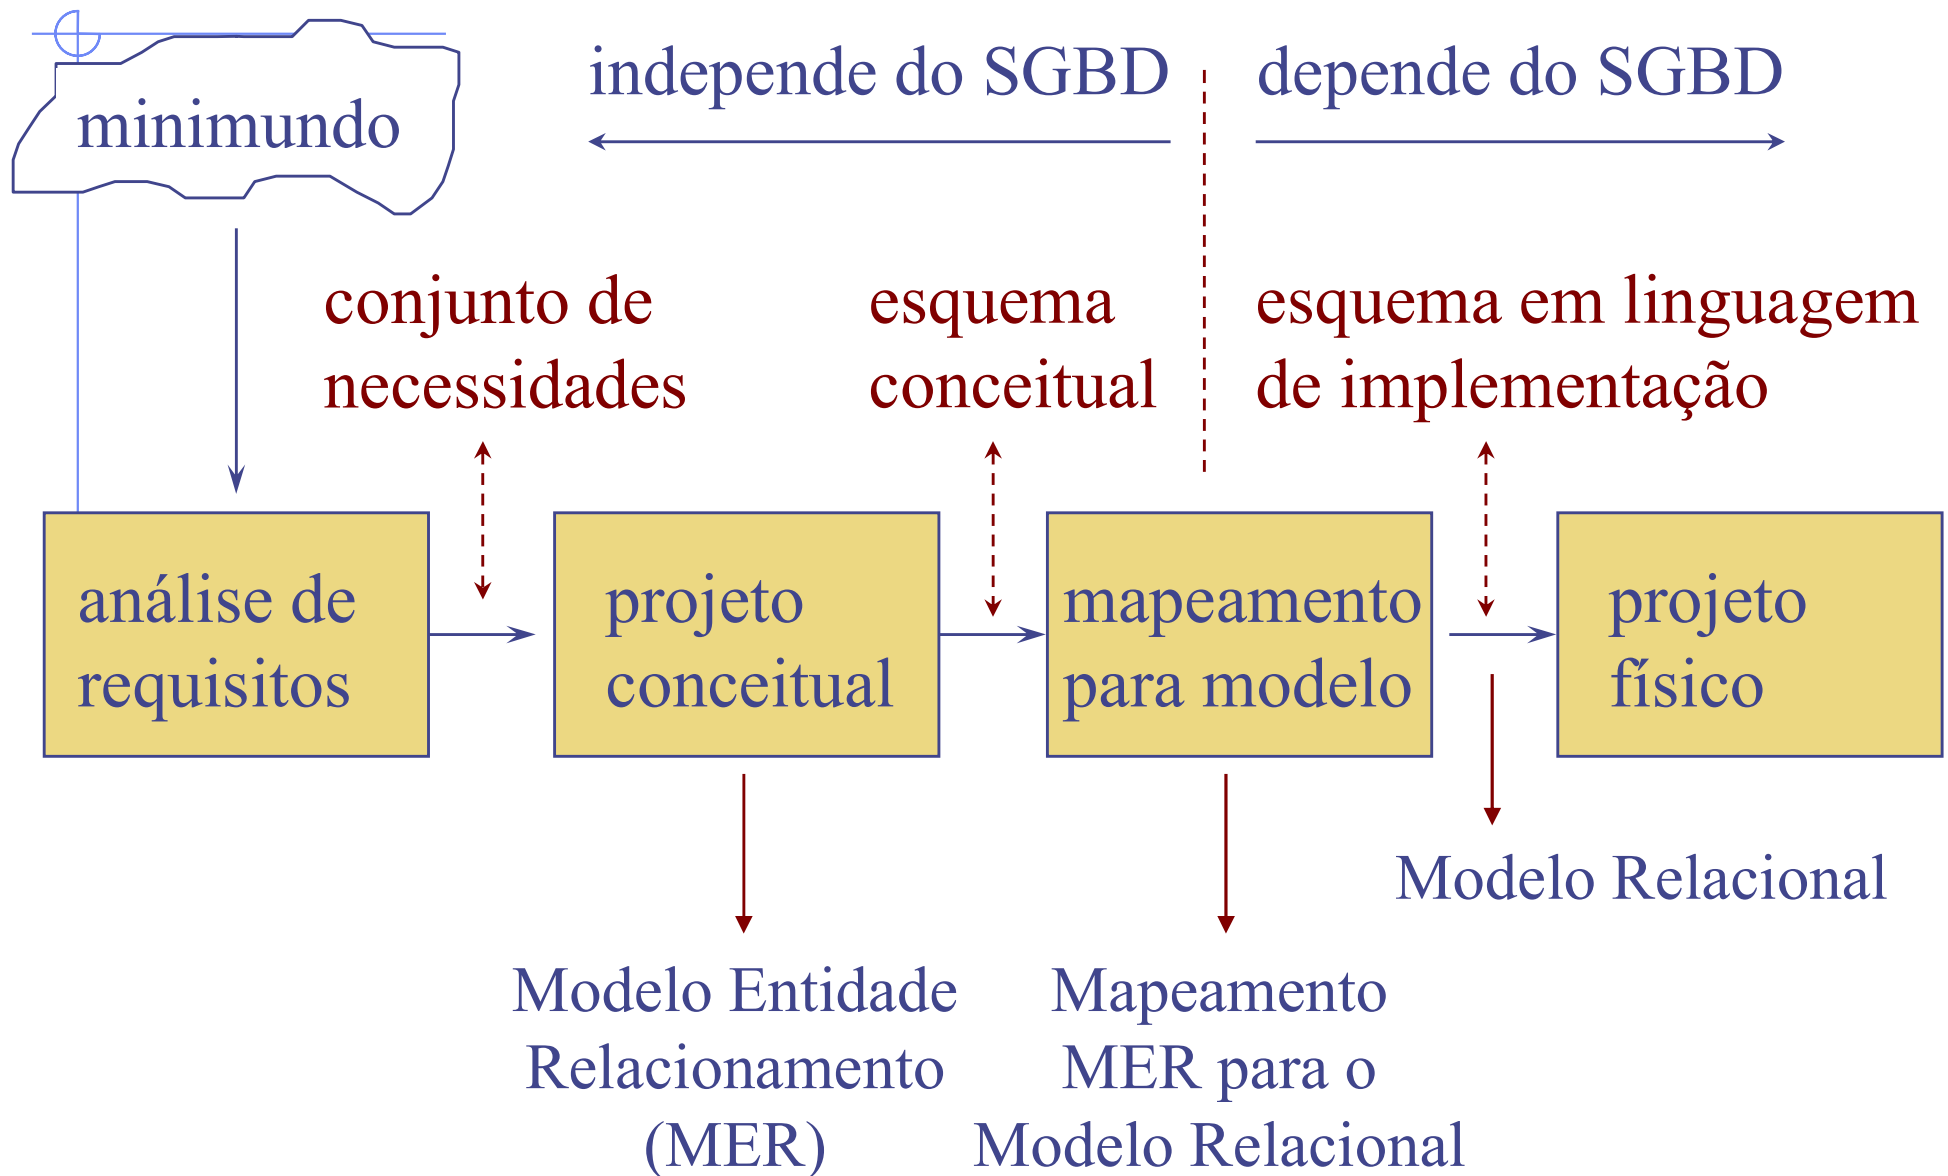 minimundo
independe do SGBD
depende do SGBD
conjunto de
necessidades
esquema
conceitual
esquema em linguagem
de implementação
análise de
requisitos
projeto
conceitual
mapeamento
para modelo
projeto
físico
Modelo Relacional
Modelo Entidade
Relacionamento
(MER)
Mapeamento
MER para o
Modelo Relacional